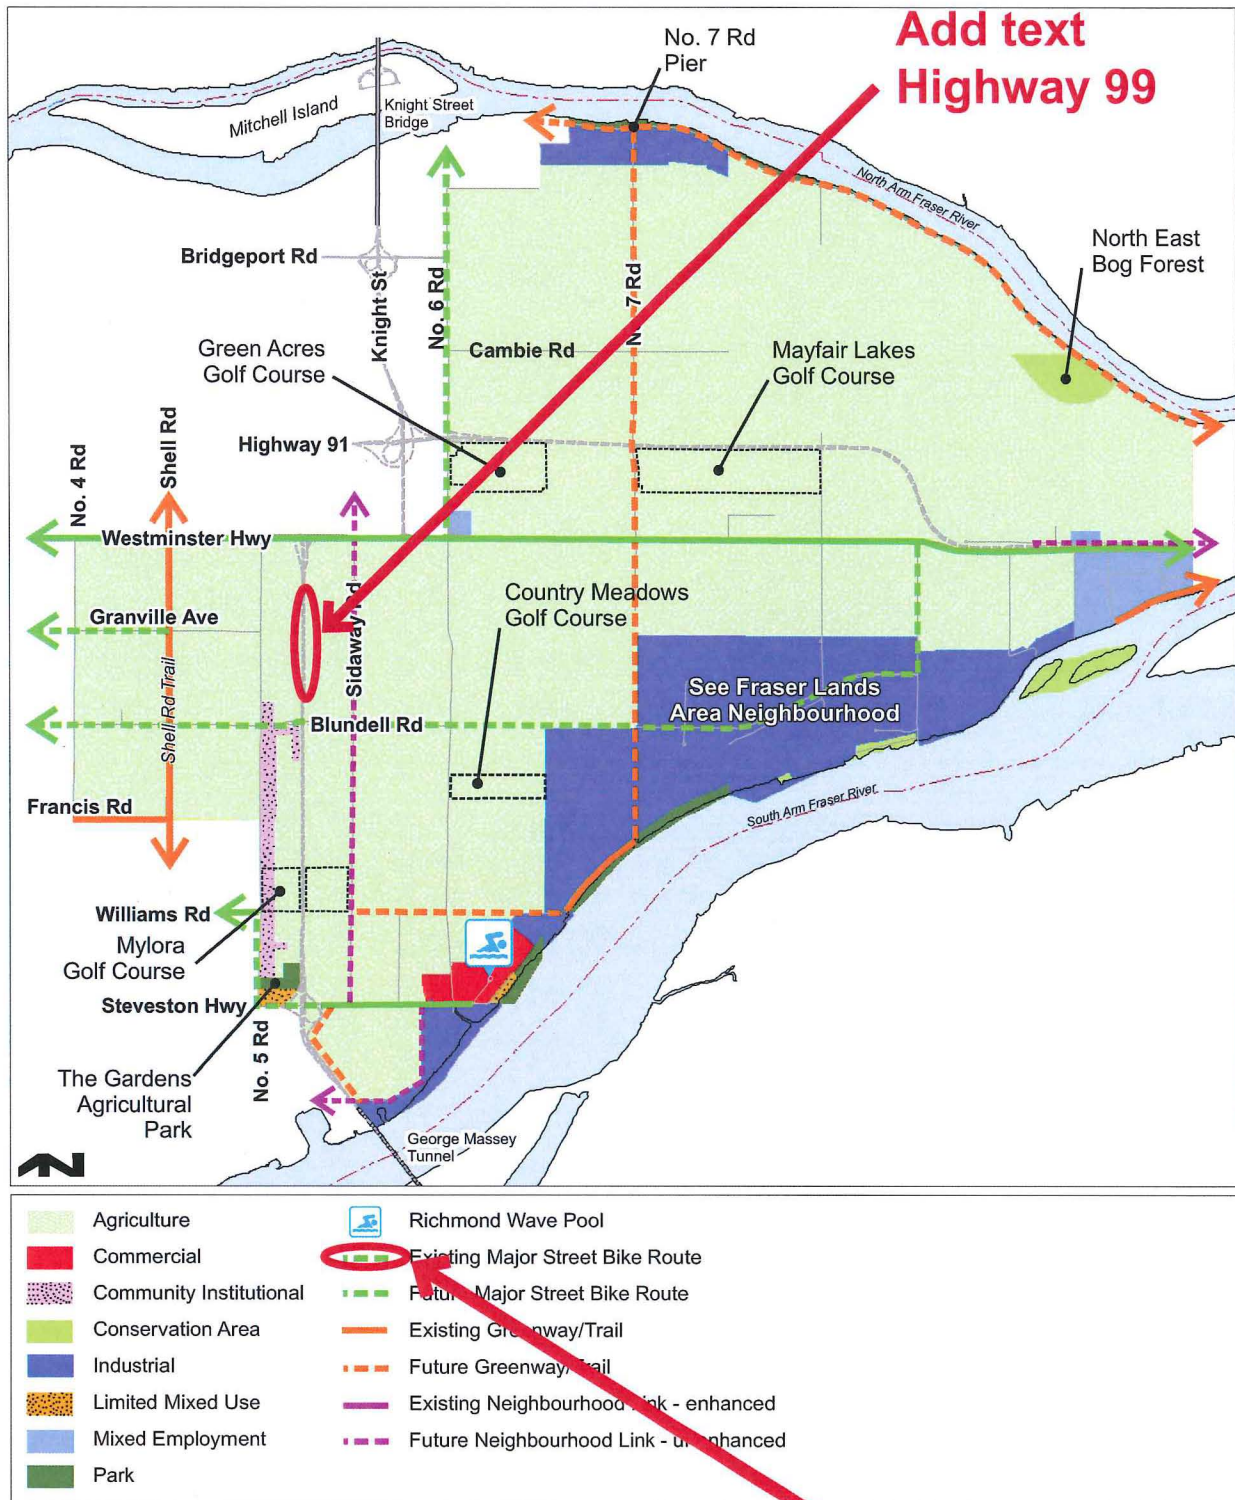 Add text
Highway 99
No. 7 Rd
Pier
Mitchell Island
Knight Street
Bridge
North Arm Fraser River
Bridgeport Rd
Knight St
No. 6 Rd
No. 7 Rd
North East
Bog Forest
Green Acres
Golf Course
Cambie Rd
Mayfair Lakes
Golf Course
Highway 91
No. 4 Rd
Shell Rd
Westminster Hwy
Granville Ave
Sidaway Rd
Country Meadows
Golf Course
See Fraser Lands
Area Neighbourhood
Shell Rd Trail
Blundell Rd
Francis Rd
South Arm Fraser River
Williams Rd
Mylora
Golf Course
Steveston Hwy
No. 5 Rd
The Gardens
Agricultural
Park
George Massey
Tunnel
N
Agriculture
Commercial
Community Institutional
Conservation Area
Industrial
Limited Mixed Use
Mixed Employment
Park
Richmond Wave Pool
Existing Major Street Bike Route
Future Major Street Bike Route
Existing Greenway/Trail
Future Greenway/Trail
Existing Neighbourhood Link - enhanced
Future Neighbourhood Link - unenhanced